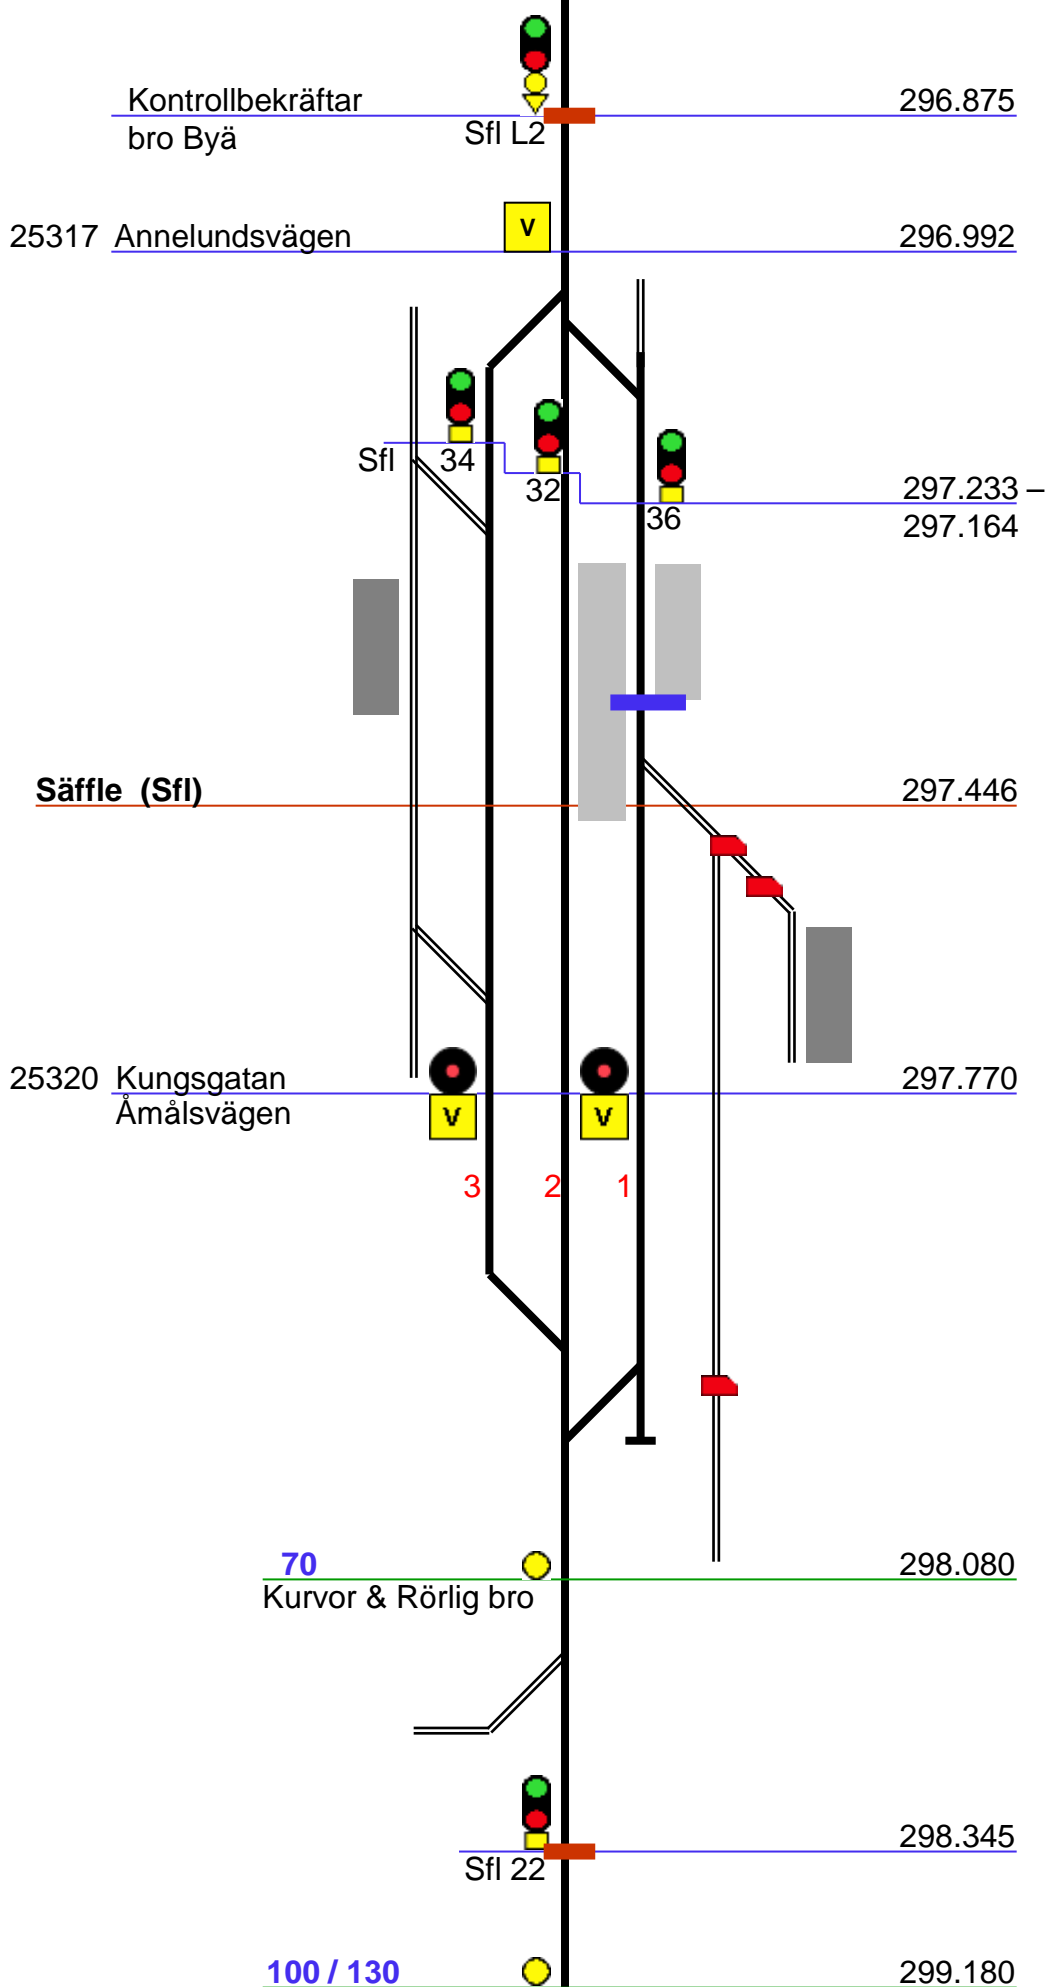 Kontrollbekräftar
bro Byä
Sfl L2
296.875
V
25317 Annelundsvägen
296.992
Sfl 34
32
36
297.233 –
297.164
Säffle (Sfl)
297.446
25320 Kungsgatan
Åmålsvägen
297.770
V
V
3
2
1
70
298.080
Kurvor & Rörlig bro
Sfl 22
298.345
100 / 130
299.180